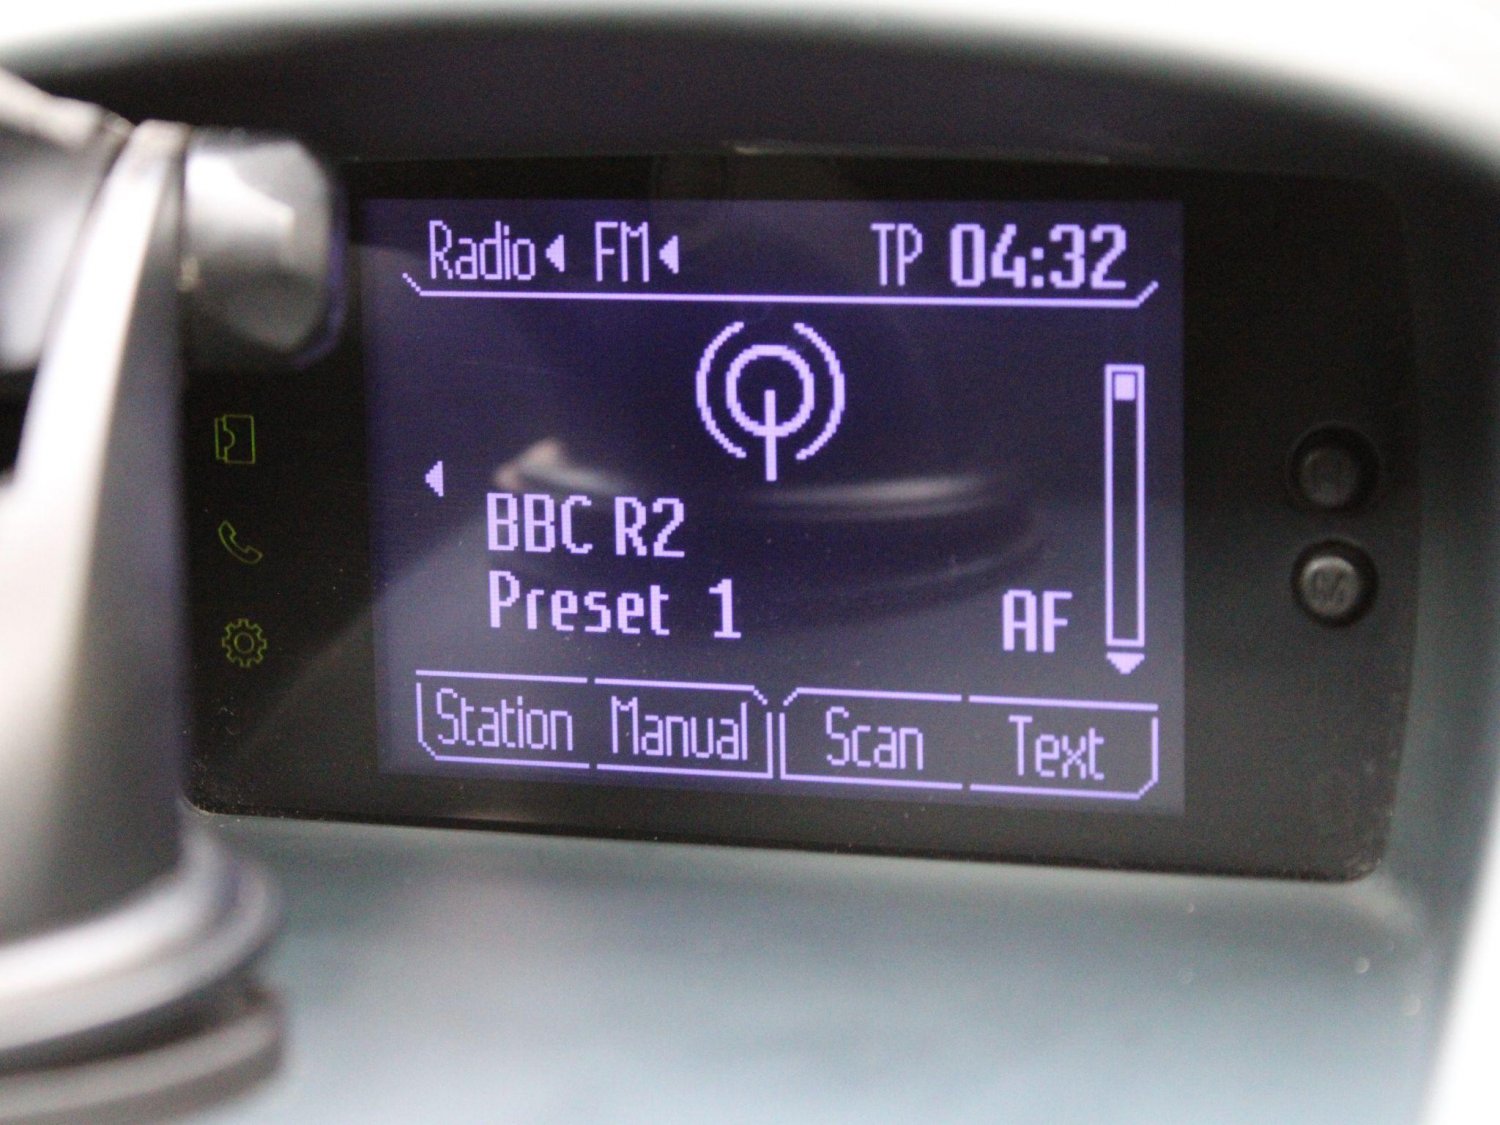 Radio FM TP 04:32
BBC R2
Preset 1 AF
Station Manual Scan Text